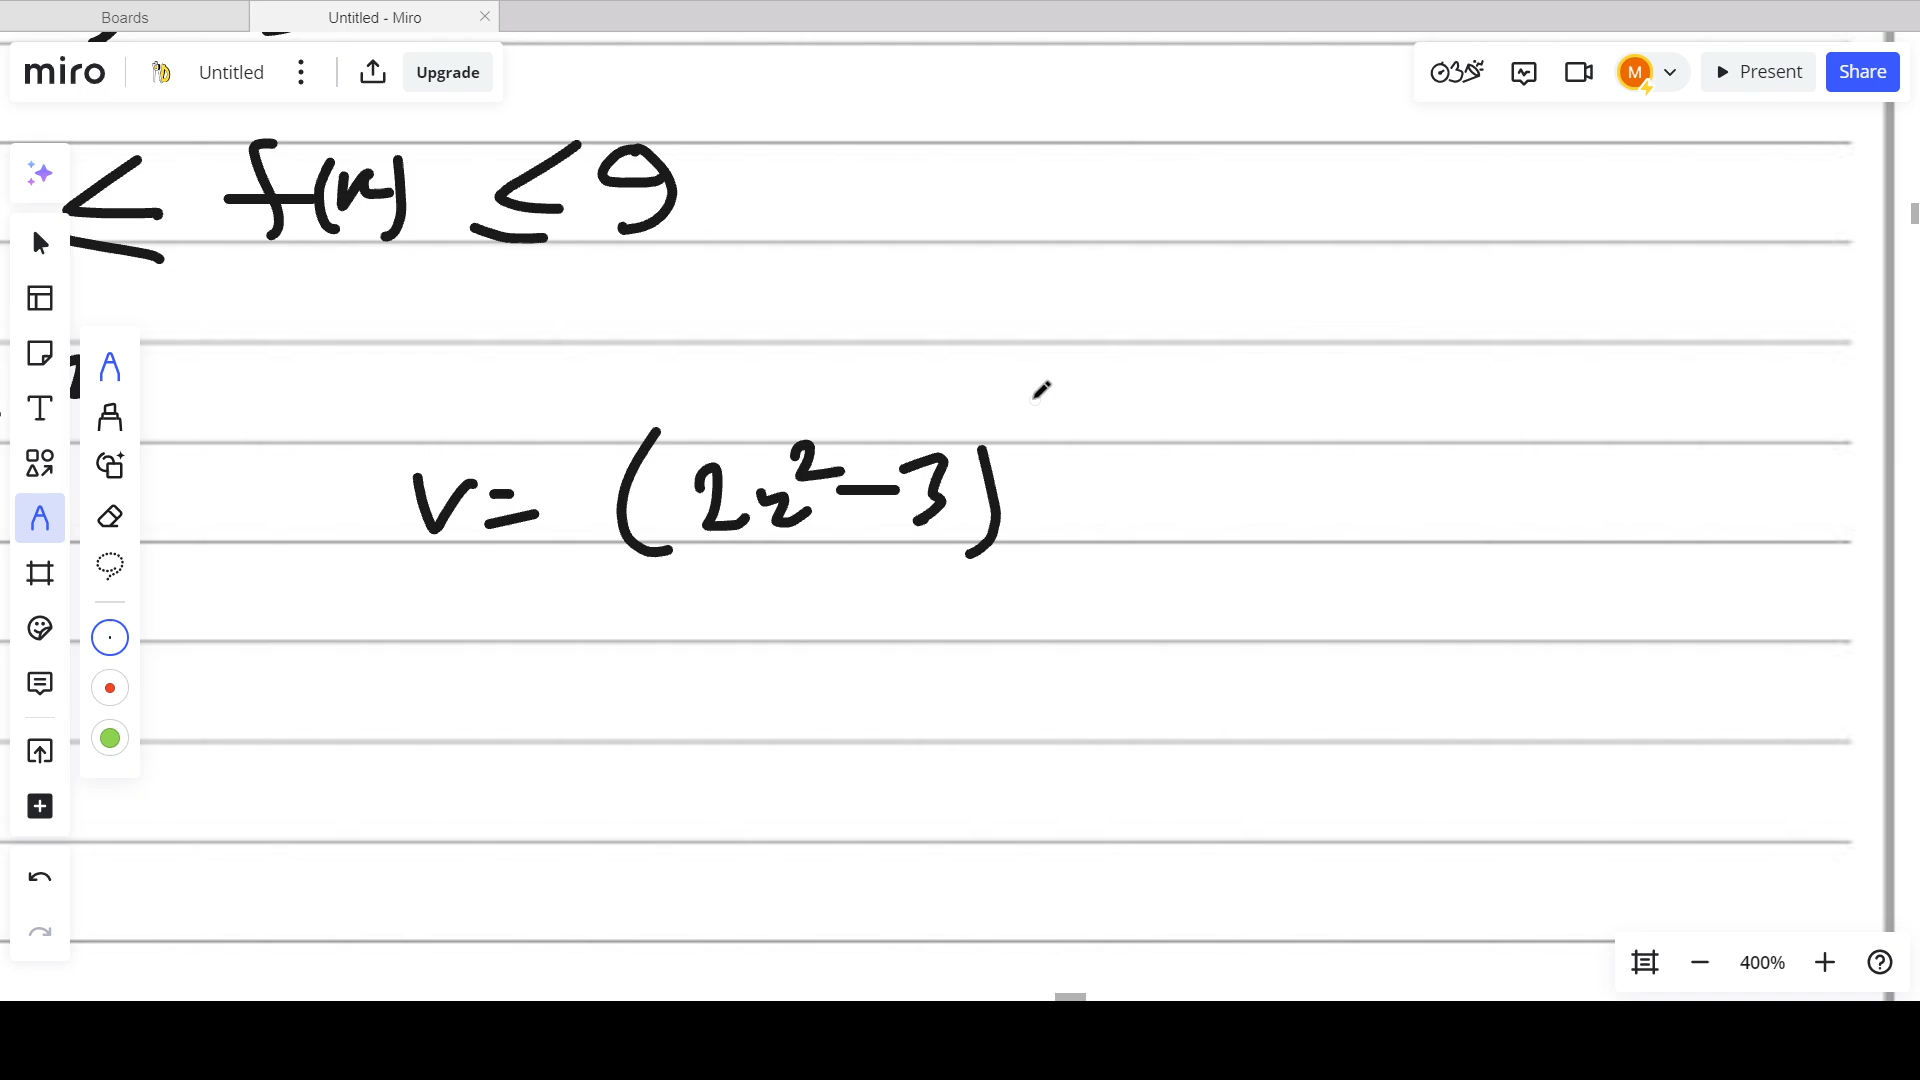 Boards
Untitled - Miro
miro
Untitled
Upgrade
M
Present
Share
≤ f(x) ≤ 9
v = (2x²-3)
400%